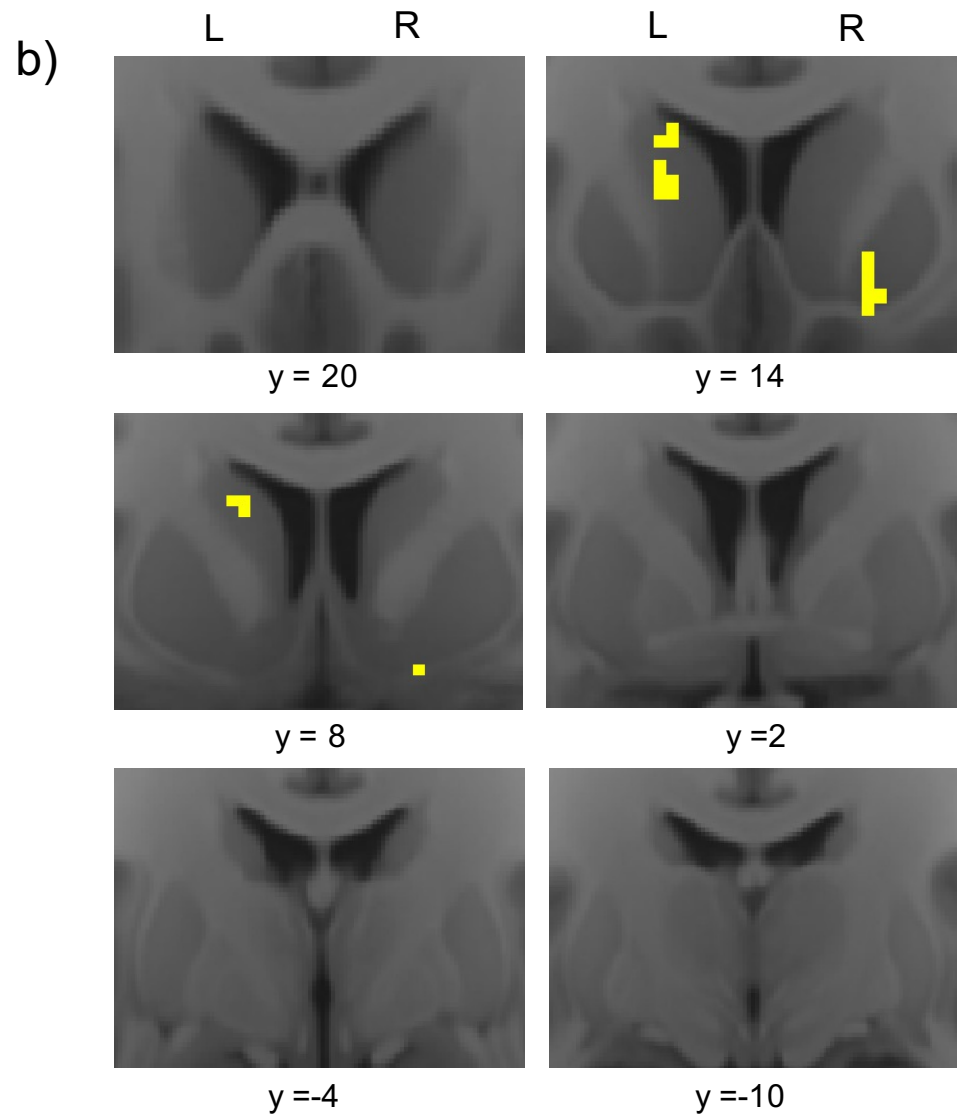 L R L R
b)
y = 20 y = 14
y = 8 y =2
y =-4 y =-10